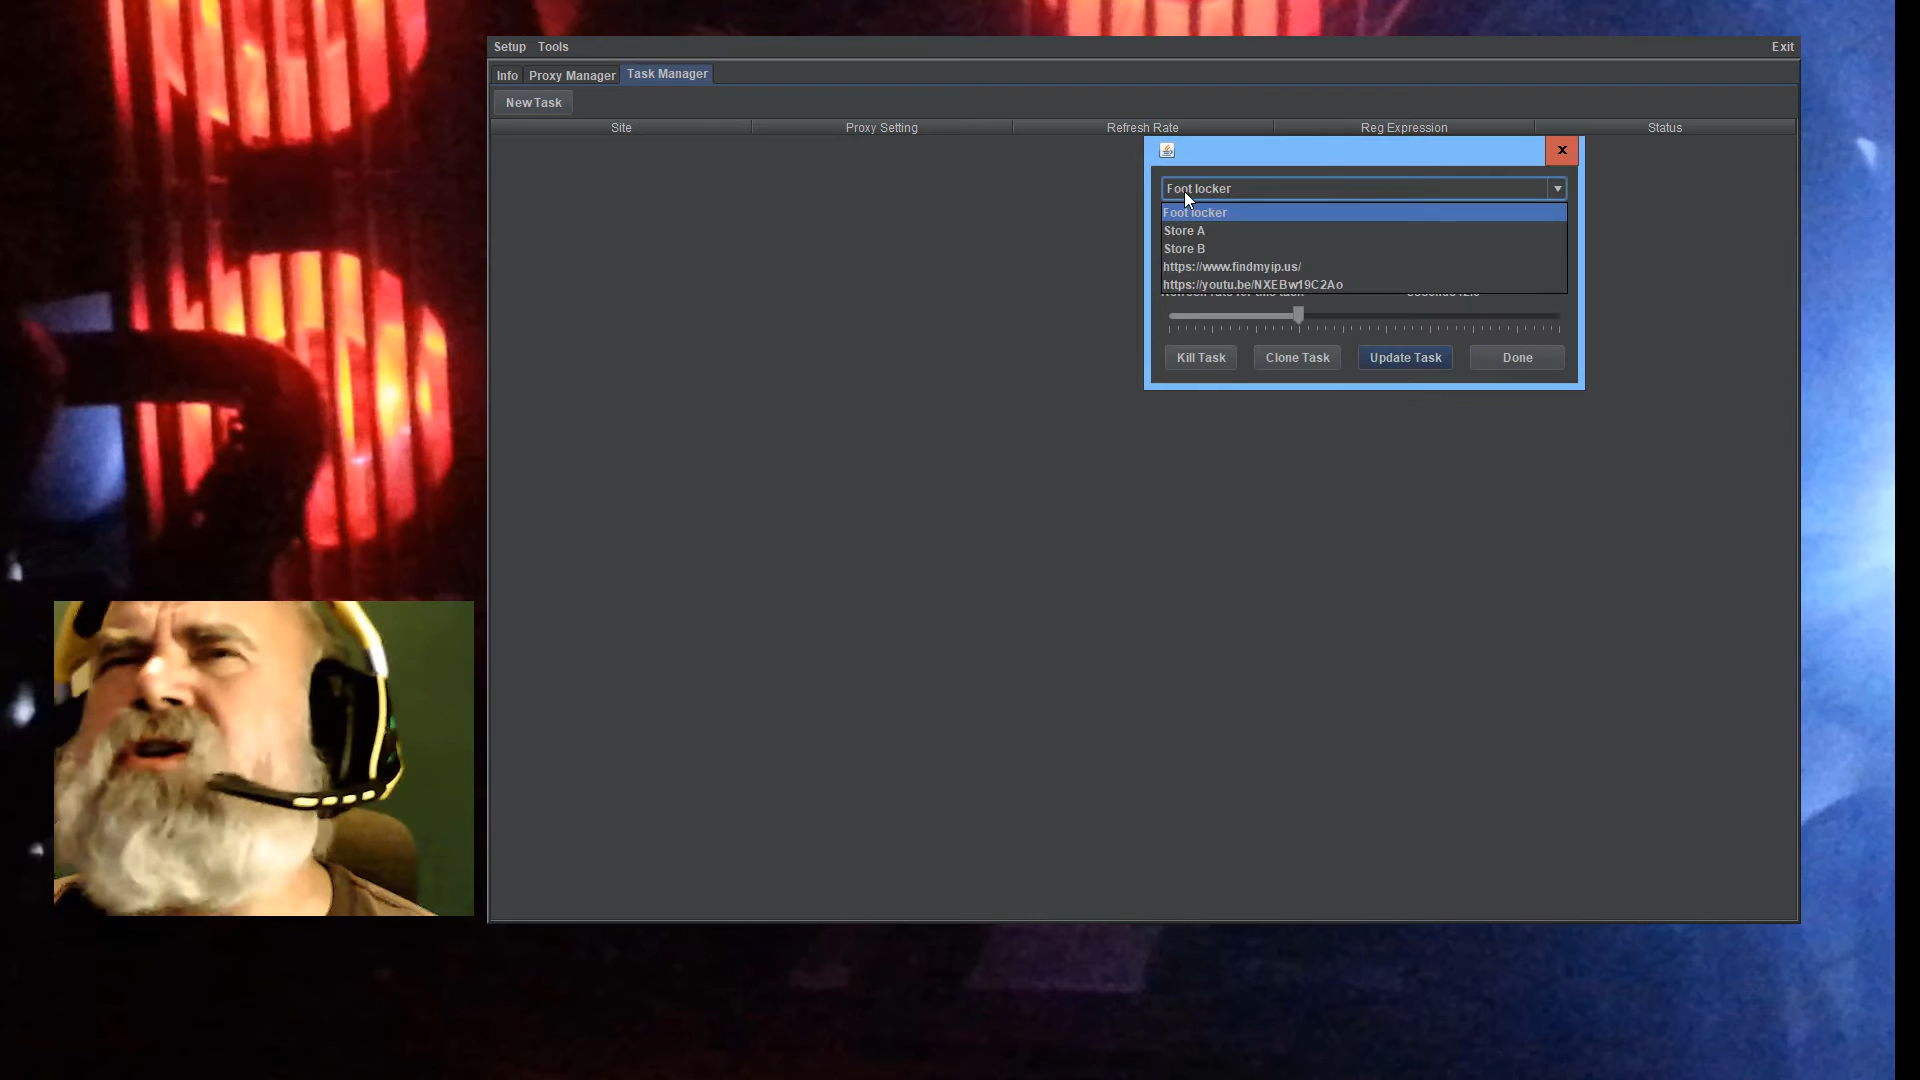 Setup Tools Exit
Info Proxy Manager Task Manager
New Task
Site Proxy Setting Refresh Rate Reg Expression Status
x
Foot locker
Foot locker
Store A
Store B
https://www.findmyip.us/
https://youtu.be/NXEBw19C2Ao
Kill Task Clone Task Update Task Done